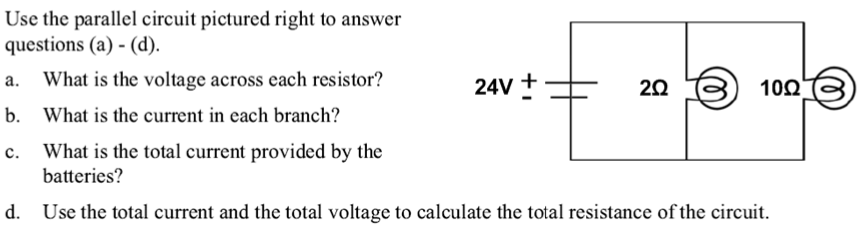 Use the parallel circuit pictured right to answer
questions (a) - (d).
a. What is the voltage across each resistor?
b. What is the current in each branch?
c. What is the total current provided by the
batteries?
d. Use the total current and the total voltage to calculate the total resistance of the circuit.
24V + - 2Ω 10Ω